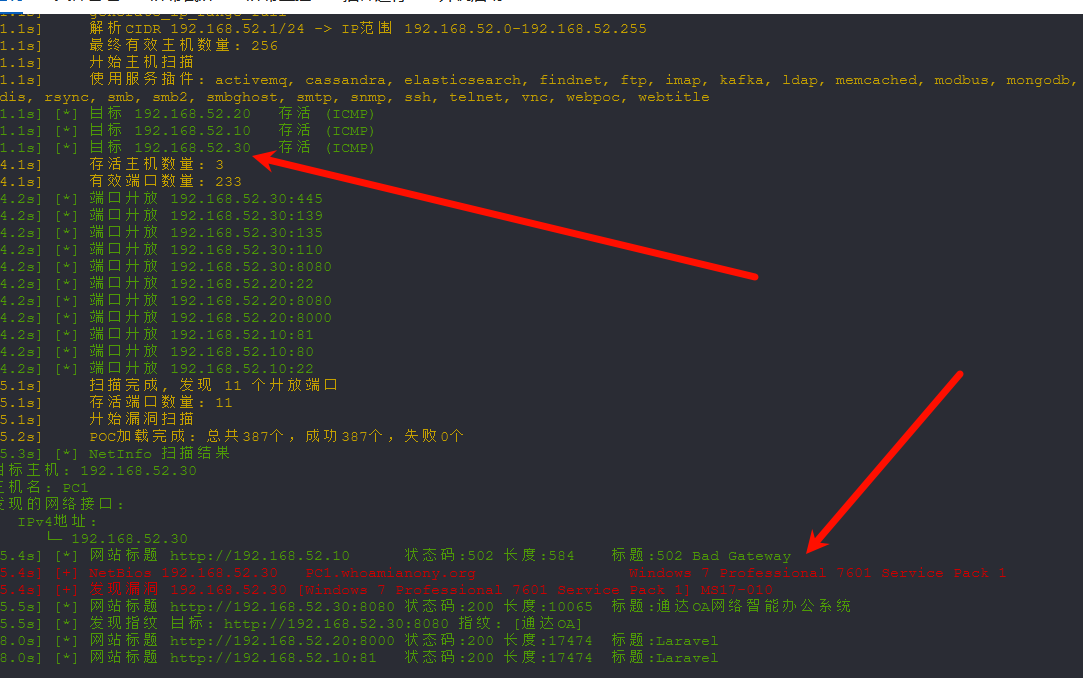 1.1s]     解析CIDR 192.168.52.1/24 -> IP范围 192.168.52.0-192.168.52.255
1.1s]     最终有效主机数量: 256
1.1s]     开始主机扫描
1.1s]     使用服务插件: activemq, cassandra, elasticsearch, findnet, ftp, imap, kafka, ldap, memcached, modbus, mongodb,
dis, rsync, smb, smb2, smbghost, smtp, snmp, ssh, telnet, vnc, webpoc, webtitle
1.1s] [*] 目标 192.168.52.20   存活 (ICMP)
1.1s] [*] 目标 192.168.52.10   存活 (ICMP)
1.1s] [*] 目标 192.168.52.30   存活 (ICMP)
4.1s]     存活主机数量: 3
4.1s]     有效端口数量: 233
4.2s] [*] 端口开放 192.168.52.30:445
4.2s] [*] 端口开放 192.168.52.30:139
4.2s] [*] 端口开放 192.168.52.30:135
4.2s] [*] 端口开放 192.168.52.30:110
4.2s] [*] 端口开放 192.168.52.30:8080
4.2s] [*] 端口开放 192.168.52.20:22
4.2s] [*] 端口开放 192.168.52.20:8080
4.2s] [*] 端口开放 192.168.52.20:8000
4.2s] [*] 端口开放 192.168.52.10:81
4.2s] [*] 端口开放 192.168.52.10:80
4.2s] [*] 端口开放 192.168.52.10:22
5.1s]     扫描完成, 发现 11 个开放端口
5.1s]     存活端口数量: 11
5.1s]     开始漏洞扫描
5.2s]     POC加载完成: 总共387个, 成功387个, 失败0个
5.3s] [*] NetInfo 扫描结果
目标主机: 192.168.52.30
主机名: PC1
发现的网络接口:
IPv4地址:
└─ 192.168.52.30
5.4s] [*] 网站标题 http://192.168.52.10      状态码:502 长度:584    标题:502 Bad Gateway
5.4s] [+] NetBios 192.168.52.30   PC1.whoamianony.org                 Windows 7 Professional 7601 Service Pack 1
5.4s] [+] 发现漏洞 192.168.52.30 [Windows 7 Professional 7601 Service Pack 1] MS17-010
5.5s] [*] 网站标题 http://192.168.52.30:8080 状态码:200 长度:10065  标题:通达OA网络智能办公系统
5.5s] [*] 发现指纹 目标: http://192.168.52.30:8080 指纹: [通达OA]
8.0s] [*] 网站标题 http://192.168.52.20:8000 状态码:200 长度:17474  标题:Laravel
8.0s] [*] 网站标题 http://192.168.52.10:81   状态码:200 长度:17474  标题:Laravel